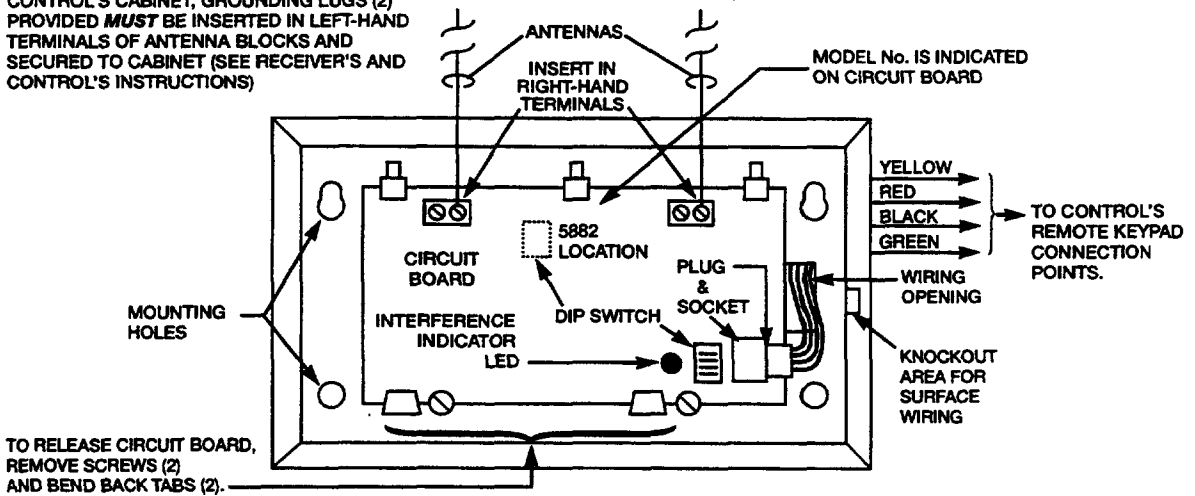 CONTROL'S CABINET, GROUNDING LUGS (2)
PROVIDED MUST BE INSERTED IN LEFT-HAND
TERMINALS OF ANTENNA BLOCKS AND
SECURED TO CABINET (SEE RECEIVER'S AND
CONTROL'S INSTRUCTIONS)
ANTENNAS
INSERT IN
RIGHT-HAND
TERMINALS
MODEL No. IS INDICATED
ON CIRCUIT BOARD
YELLOW
RED
BLACK
GREEN
TO CONTROL'S
REMOTE KEYPAD
CONNECTION
POINTS.
5882
LOCATION
CIRCUIT
BOARD
PLUG
&
SOCKET
WIRING
OPENING
MOUNTING
HOLES
DIP SWITCH
INTERFERENCE
INDICATOR
LED
KNOCKOUT
AREA FOR
SURFACE
WIRING
TO RELEASE CIRCUIT BOARD,
REMOVE SCREWS (2)
AND BEND BACK TABS (2).